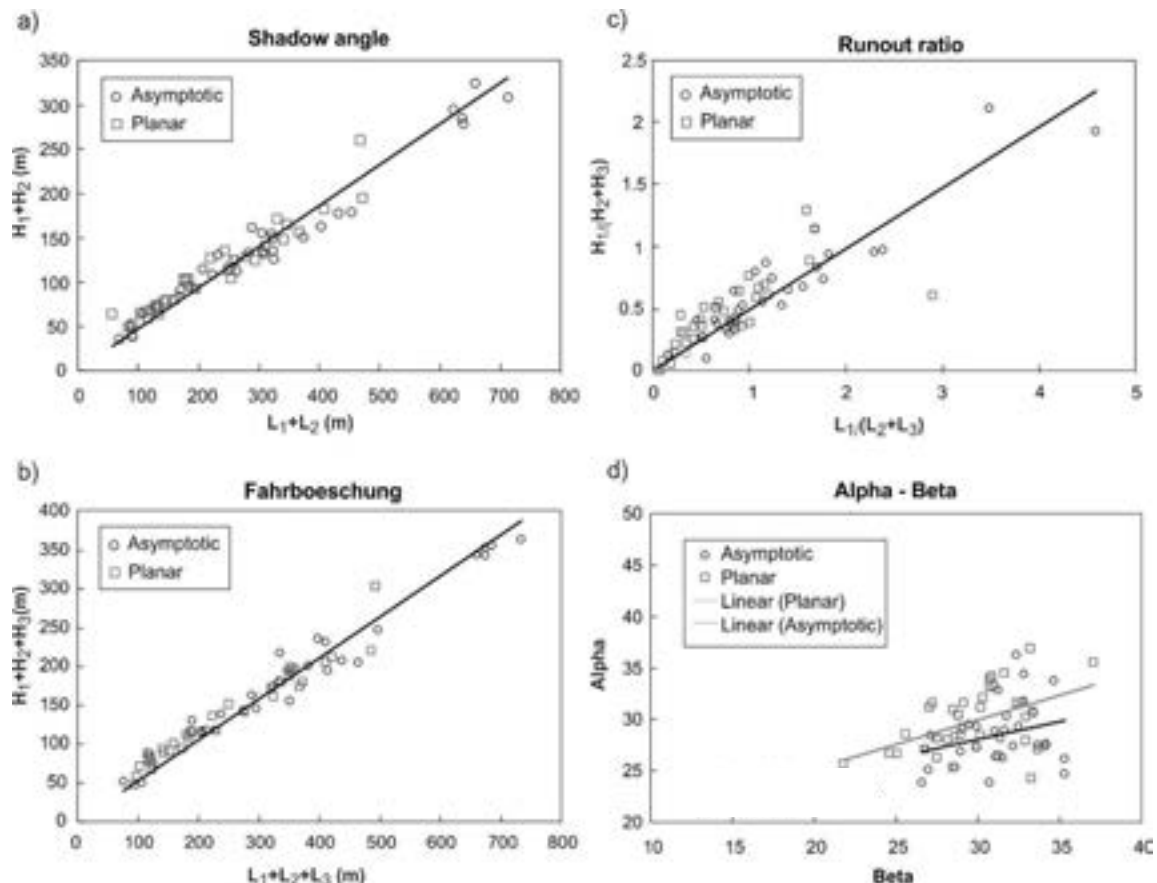 a)
Shadow angle
350
300
250
200
150
100
50
0
H1+H2 (m)
Asymptotic
Planar
0 100 200 300 400 500 600 700 800
L1+L2 (m)
c)
Runout ratio
2.5
2
1.5
1
0.5
0
H1/(H2+H3)
Asymptotic
Planar
0 1 2 3 4 5
L1/(L2+L3)
b)
Fahrboeschung
400
350
300
250
200
150
100
50
0
H1+H2+H3(m)
Asymptotic
Planar
0 100 200 300 400 500 600 700 800
L1+L2+L3 (m)
d)
Alpha - Beta
50
45
40
35
30
25
20
Alpha
Asymptotic
Planar
Linear (Planar)
Linear (Asymptotic)
10 15 20 25 30 35 40
Beta